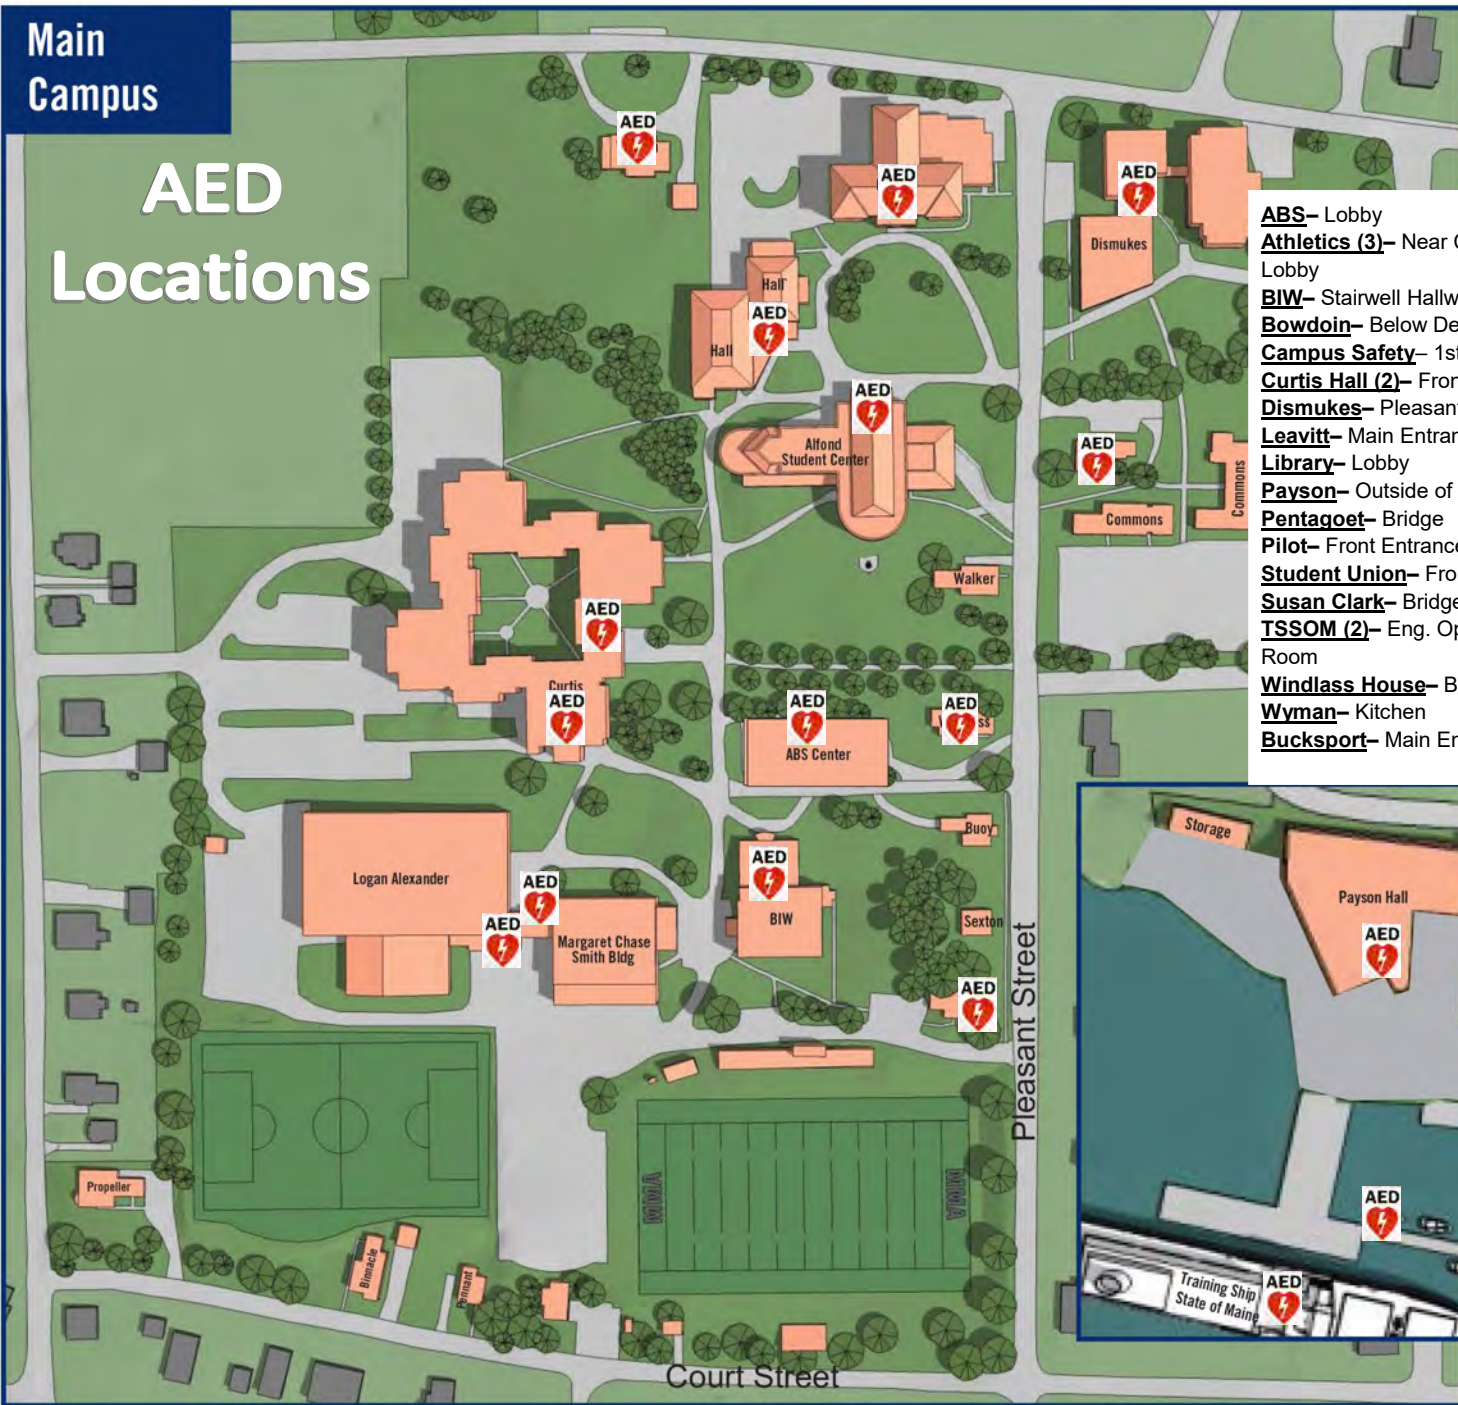 Main
Campus
AED
Locations
AED
AED
AED
Dismukes
Hall
AED
Hall
AED
Alfond
Student Center
AED
Commons
Commons
Walker
AED
Curtis
AED
AED
AED
ABS Center
Buoy
Logan Alexander
AED
AED
Margaret Chase
Smith Bldg
AED
BIW
Sexton
AED
Pleasant Street
MMA
MMA
Propeller
Binnacle
Pennant
Court Street
ABS– Lobby
Athletics (3)– Near
Lobby
BIW– Stairwell Hallw
Bowdoin– Below De
Campus Safety– 1st
Curtis Hall (2)– Fron
Dismukes– Pleasant
Leavitt– Main Entran
Library– Lobby
Payson– Outside of
Pentagoet– Bridge
Pilot– Front Entrance
Student Union– Fro
Susan Clark– Bridge
TSSOM (2)– Eng. Op
Room
Windlass House– B
Wyman– Kitchen
Bucksport– Main En
Storage
Payson Hall
AED
AED
Training Ship
State of Maine
AED